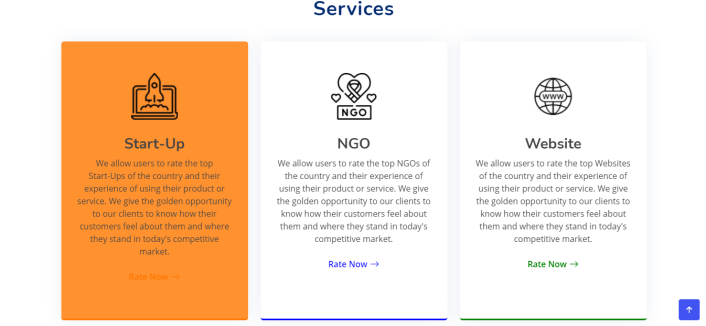 Services
NGO
www
Start-Up
We allow users to rate the top
Start-Ups of the country and their
experience of using their product or
service. We give the golden opportunity
to our clients to know how their
customers feel about them and where
they stand in today's competitive
market.
Rate Now →
NGO
We allow users to rate the top NGOs of
the country and their experience of
using their product or service. We give
the golden opportunity to our clients to
know how their customers feel about
them and where they stand in today's
competitive market.
Rate Now →
Website
We allow users to rate the top Websites
of the country and their experience of
using their product or service. We give
the golden opportunity to our clients to
know how their customers feel about
them and where they stand in today's
competitive market.
Rate Now →